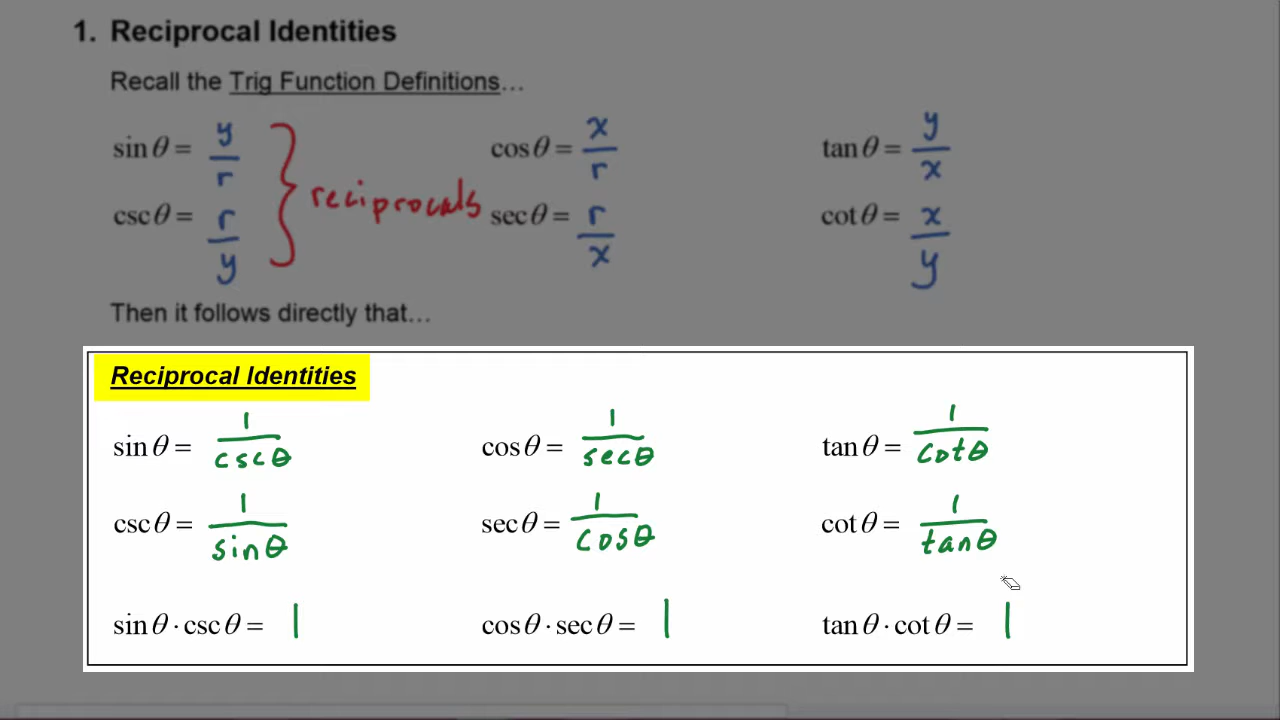 1. Reciprocal Identities
Recall the Trig Function Definitions...
sin θ = y/r } reciprocals cos θ = x/r tan θ = y/x
csc θ = r/y sec θ = r/x cot θ = x/y
Then it follows directly that...
Reciprocal Identities
sin θ = 1/cscθ cos θ = 1/secθ tan θ = 1/cotθ
csc θ = 1/sinθ sec θ = 1/cosθ cot θ = 1/tanθ
sin θ · csc θ = 1 cos θ · sec θ = 1 tan θ · cot θ = 1